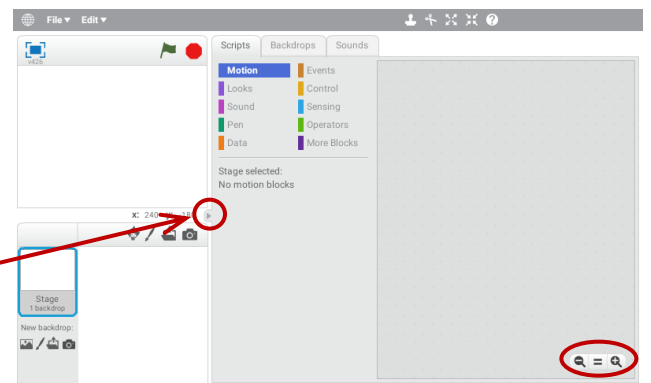 File▼ Edit▼
v426
Scripts Backdrops Sounds
Motion Events
Looks Control
Sound Sensing
Pen Operators
Data More Blocks
Stage selected:
No motion blocks
x: 240
Stage
1 backdrop
New backdrop: